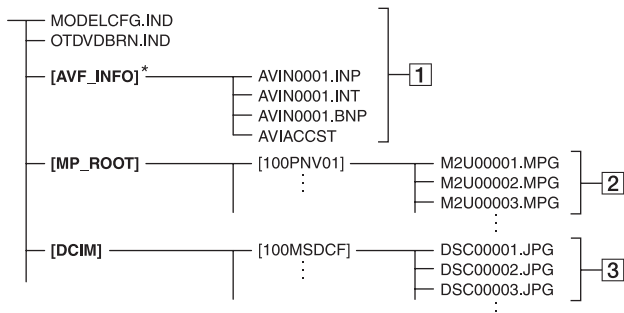 MODELCFG.IND
OTDVDBRN.IND
[AVF_INFO]* AVIN0001.INP
AVIN0001.INT
AVIN0001.BNP
AVIACCST
1
[MP_ROOT] [100PNV01] M2U00001.MPG
M2U00002.MPG
M2U00003.MPG
2
[DCIM] [100MSDCF] DSC00001.JPG
DSC00002.JPG
DSC00003.JPG
3